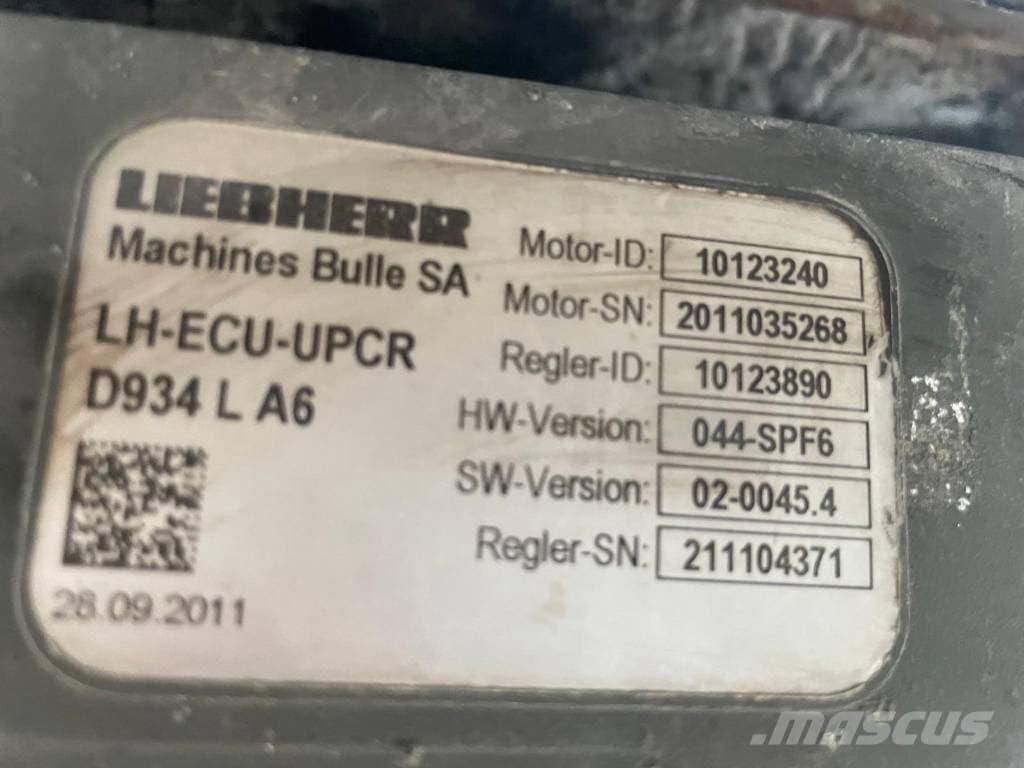 LIEBHERR
Machines Bulle SA
LH-ECU-UPCR
D934 L A6
28.09.2011
Motor-ID: 10123240
Motor-SN: 2011035268
Regler-ID: 10123890
HW-Version: 044-SPF6
SW-Version: 02-0045.4
Regler-SN: 211104371
mascus